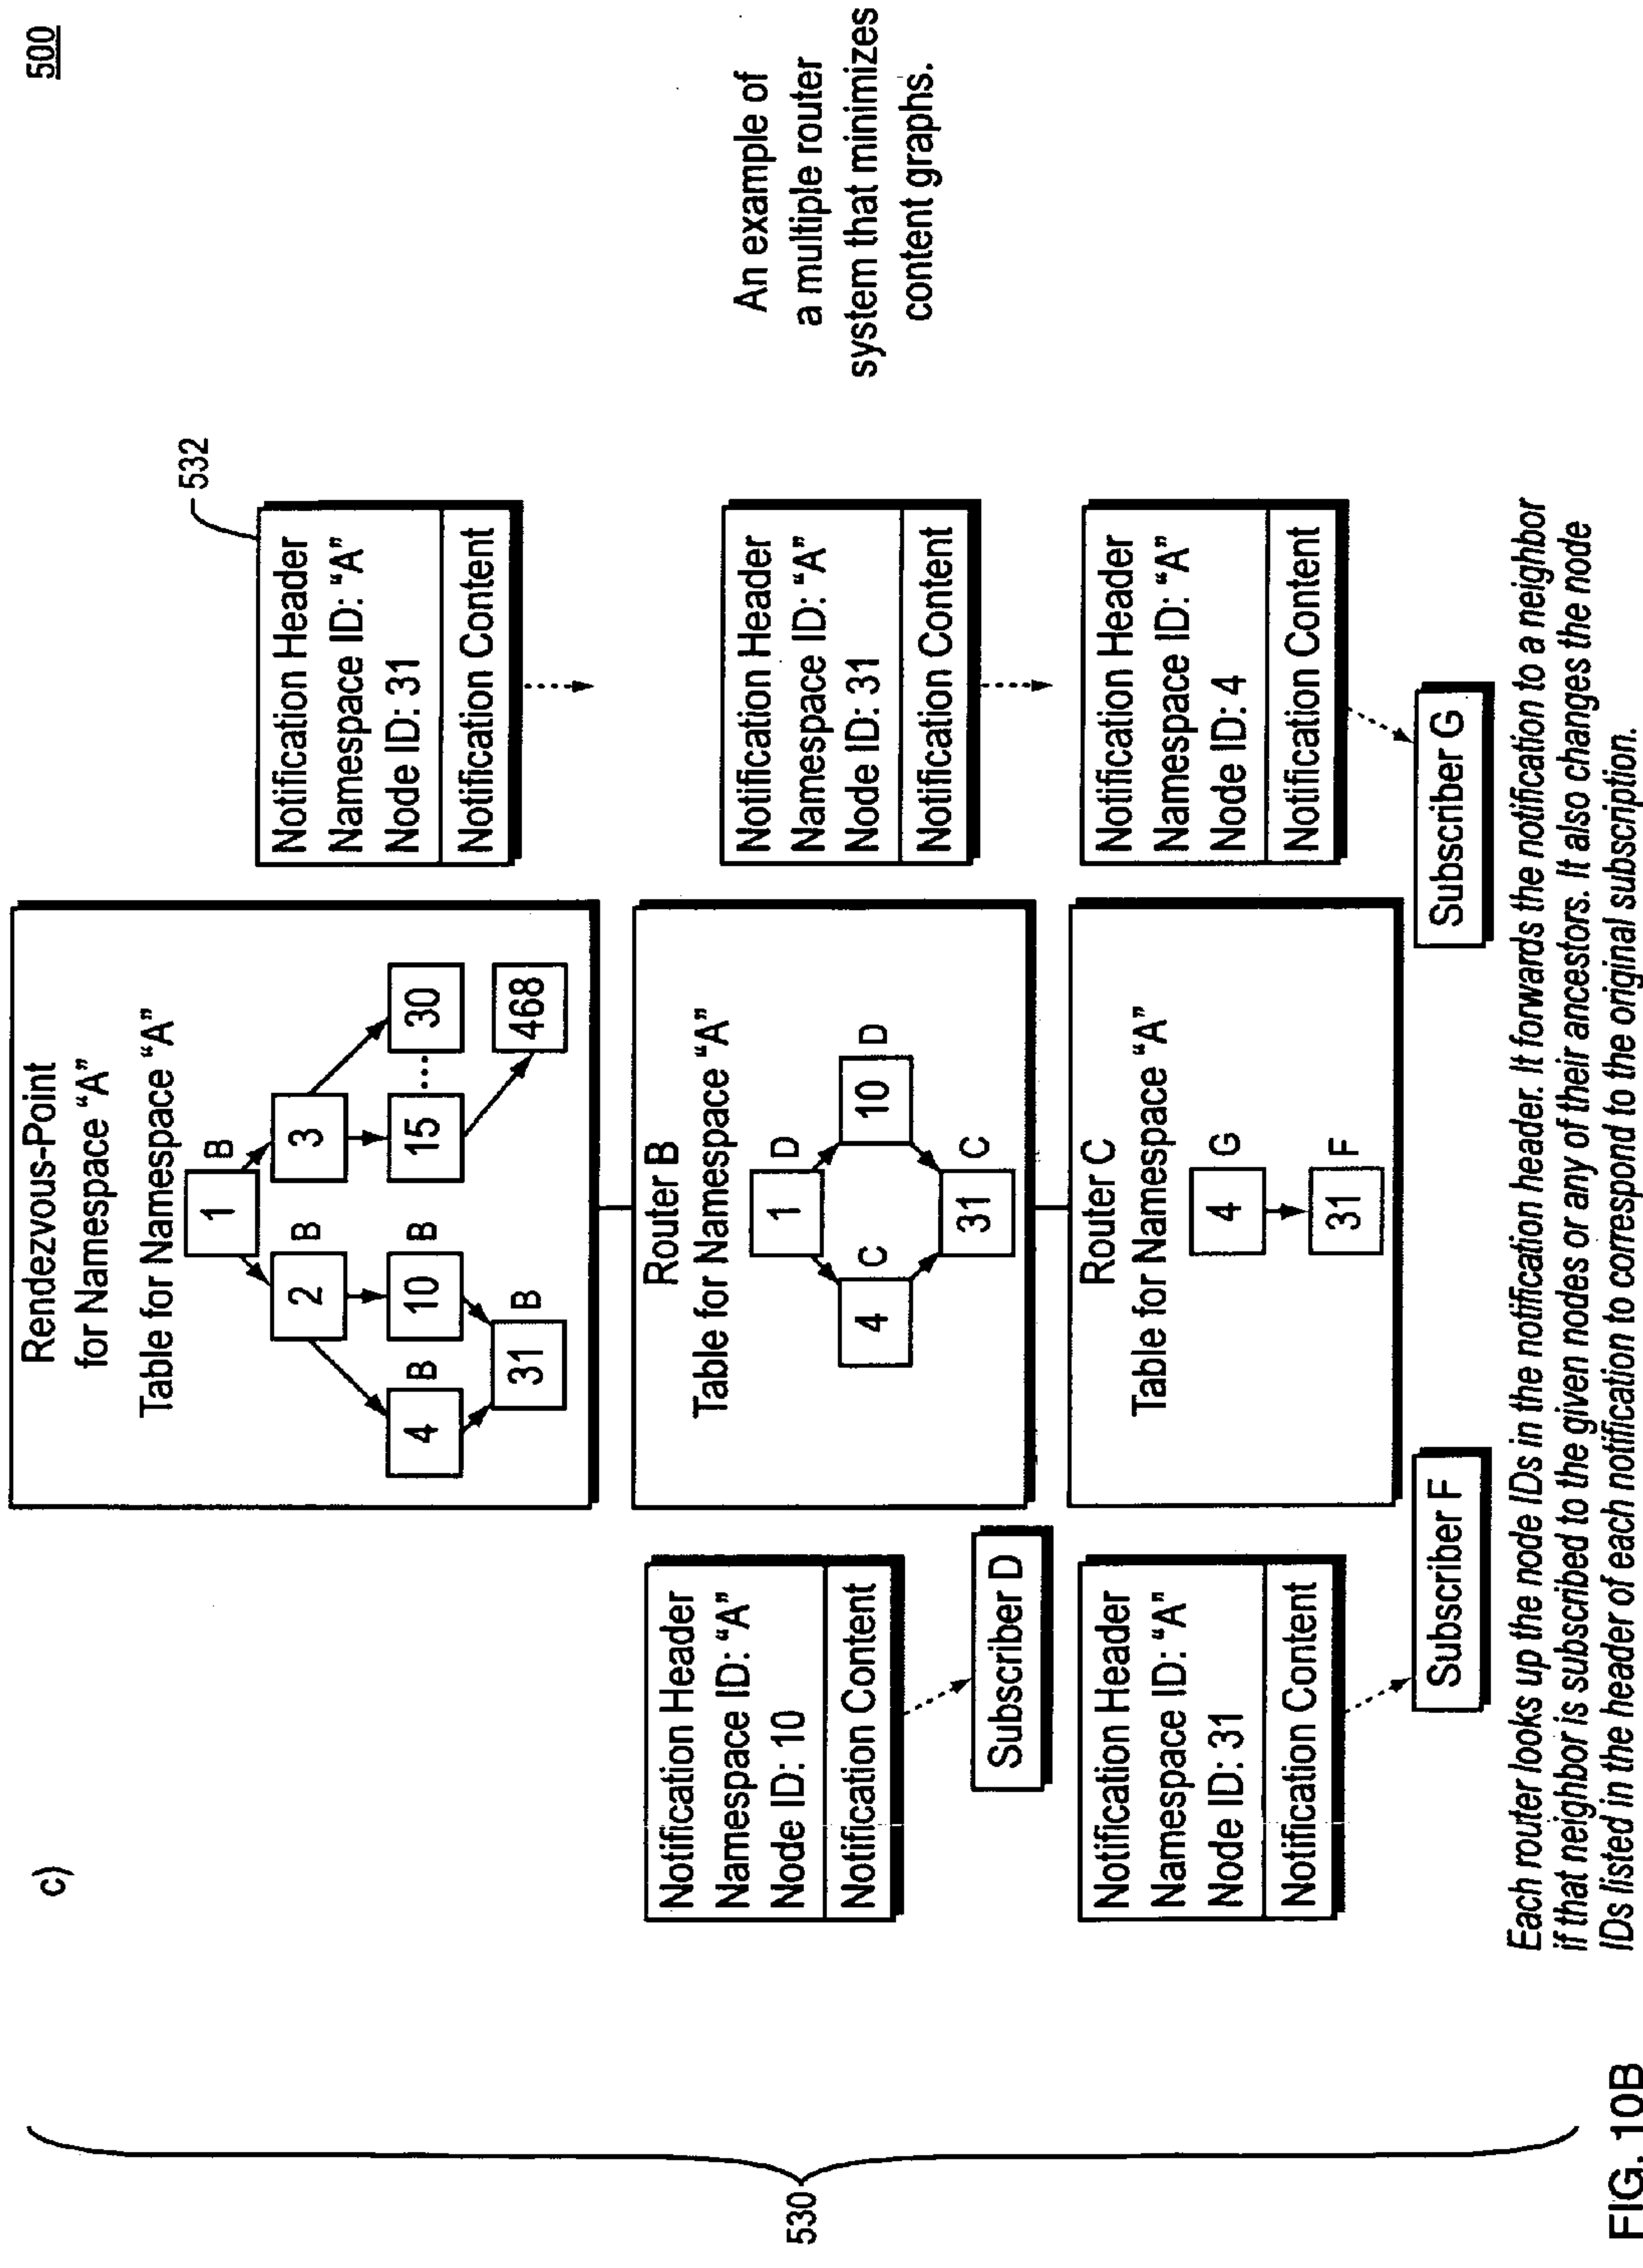 500
c)
Rendezvous-Point
for Namespace "A"
Table for Namespace "A"
1 B
2 B
3
4 B
10 B
15 ... 30
31 B
468
532
Notification Header
Namespace ID: "A"
Node ID: 31
Notification Content
An example of
a multiple router
system that minimizes
content graphs.
530
Notification Header
Namespace ID: "A"
Node ID: 10
Notification Content
Subscriber D
Router B
Table for Namespace "A"
1 D
4 C
10 D
31 C
Notification Header
Namespace ID: "A"
Node ID: 31
Notification Content
Notification Header
Namespace ID: "A"
Node ID: 31
Notification Content
Subscriber F
Router C
Table for Namespace "A"
4 G
31 F
Notification Header
Namespace ID: "A"
Node ID: 4
Notification Content
Subscriber G
Each router looks up the node IDs in the notification header. It forwards the notification to a neighbor
if that neighbor is subscribed to the given nodes or any of their ancestors. It also changes the node
IDs listed in the header of each notification to correspond to the original subscription.
FIG. 10B